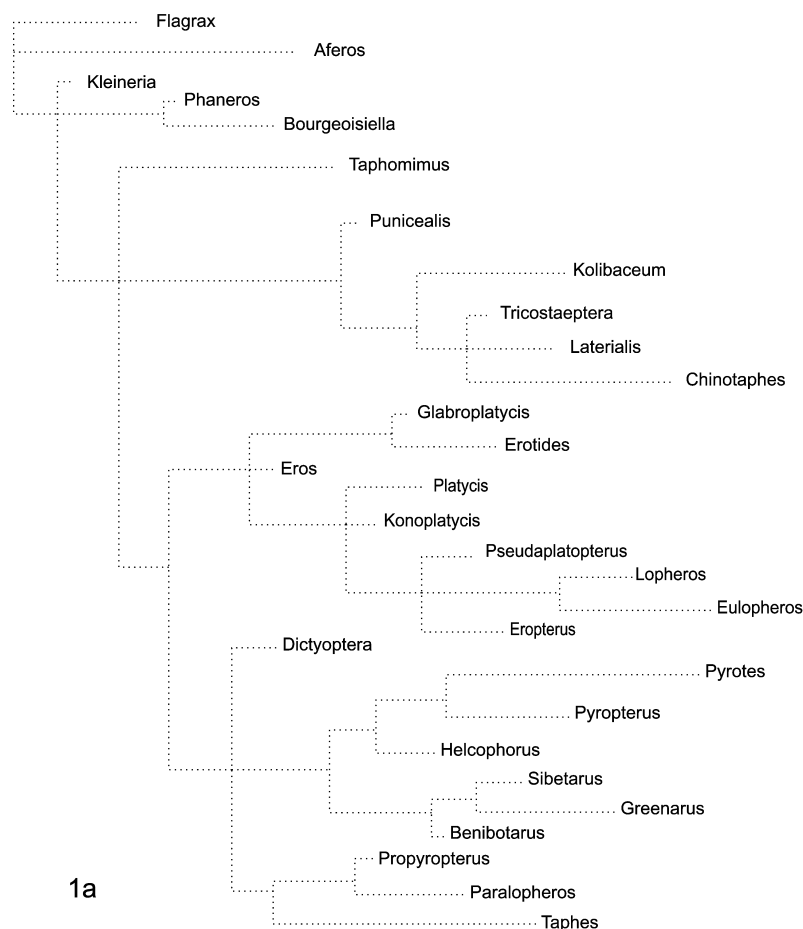 Flagrax
Aferos
Kleineria
Phaneros
Bourgeoisiella
Taphomimus
Punicealis
Kolibaceum
Tricostaeptera
Laterialis
Chinotaphes
Glabroplatycis
Erotides
Eros
Platycis
Konoplatycis
Pseudaplatopterus
Lopheros
Eulopheros
Eropterus
Dictyoptera
Pyrotes
Pyropterus
Helcophorus
Sibetarus
Greenarus
Benibotarus
Propyropterus
1a
Paralopheros
Taphes